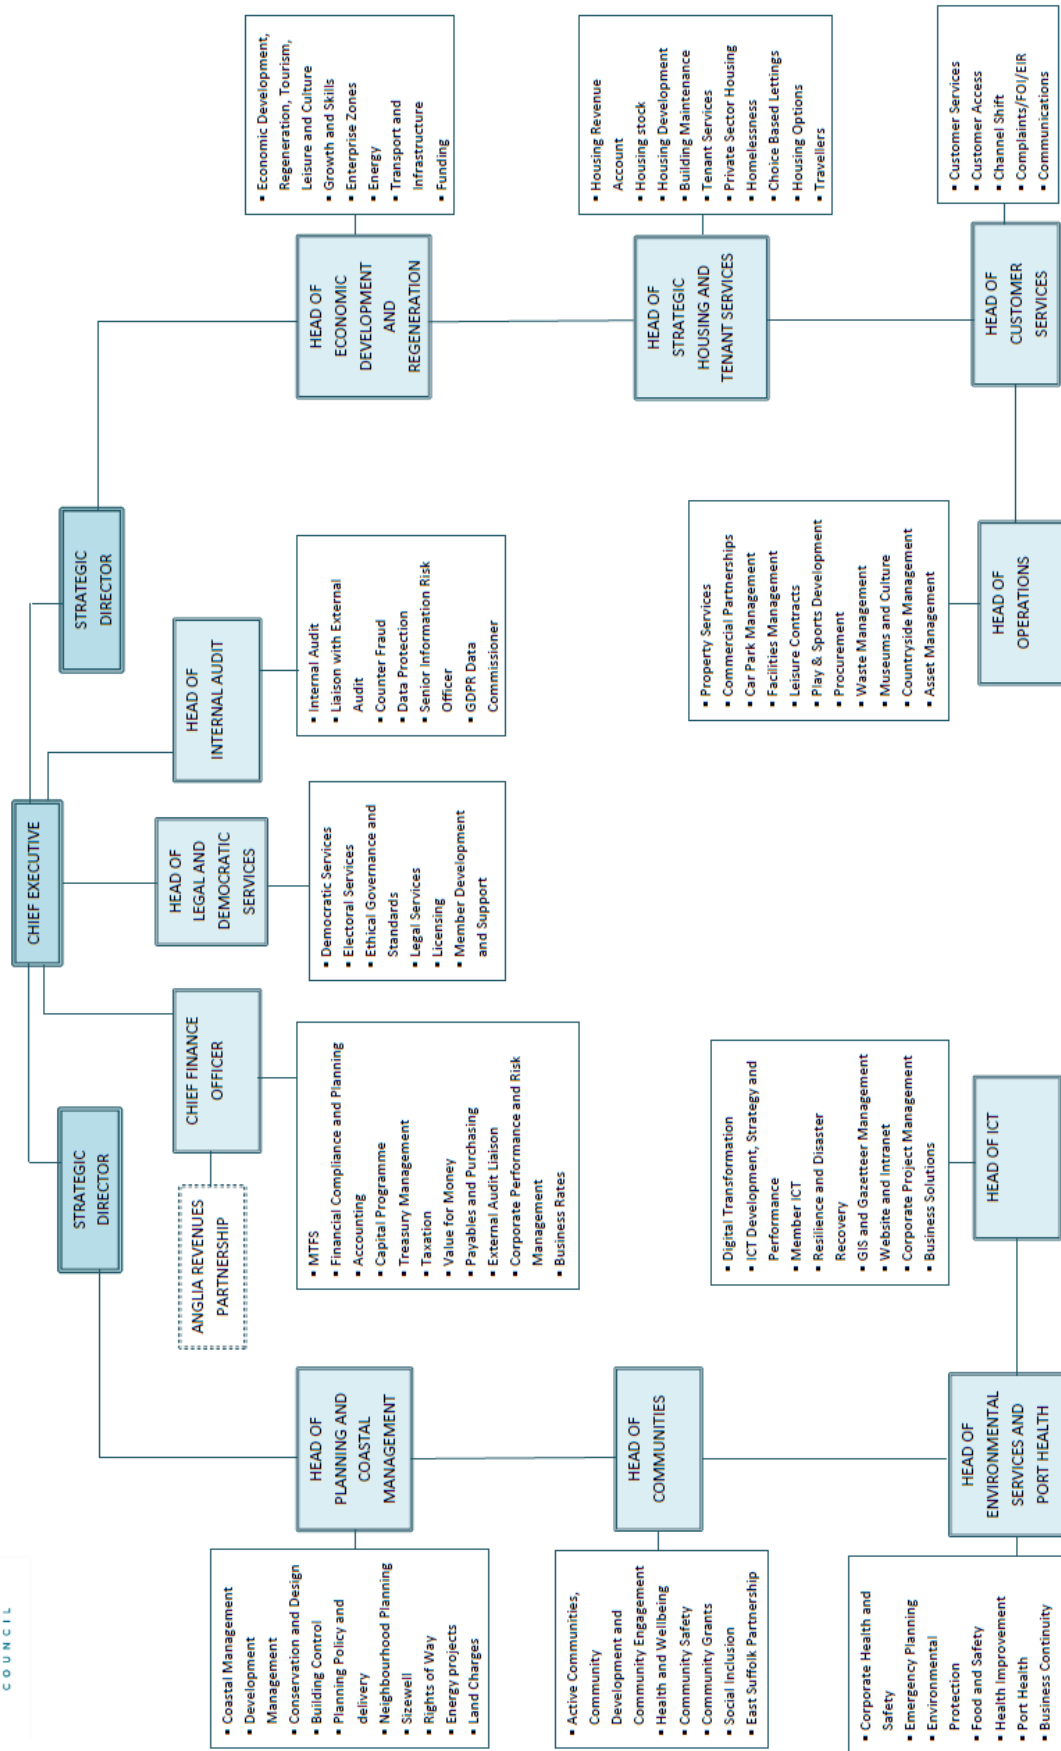 COUNCIL
CHIEF EXECUTIVE
STRATEGIC
DIRECTOR
STRATEGIC
DIRECTOR
ANGLIA REVENUES
PARTNERSHIP
CHIEF FINANCE
OFFICER
HEAD OF
LEGAL AND
DEMOCRATIC
SERVICES
HEAD OF
INTERNAL AUDIT
▪ MTFS
▪ Financial Compliance and Planning
▪ Accounting
▪ Capital Programme
▪ Treasury Management
▪ Taxation
▪ Value for Money
▪ Payables and Purchasing
▪ External Audit Liaison
▪ Corporate Performance and Risk
Management
▪ Business Rates
▪ Democratic Services
▪ Electoral Services
▪ Ethical Governance and
Standards
▪ Legal Services
▪ Licensing
▪ Member Development
and Support
▪ Internal Audit
▪ Liaison with External
Audit
▪ Counter Fraud
▪ Data Protection
▪ Senior Information Risk
Officer
▪ GDPR Data
Commissioner
▪ Coastal Management
▪ Development
Management
▪ Conservation and Design
▪ Building Control
▪ Planning Policy and
delivery
▪ Neighbourhood Planning
▪ Sizewell
▪ Rights of Way
▪ Energy projects
▪ Land Charges
HEAD OF
PLANNING AND
COASTAL
MANAGEMENT
HEAD OF
ECONOMIC
DEVELOPMENT
AND
REGENERATION
▪ Economic Development,
Regeneration, Tourism,
Leisure and Culture
▪ Growth and Skills
▪ Enterprise Zones
▪ Energy
▪ Transport and
Infrastructure
▪ Funding
▪ Active Communities,
Community
Development and
Community Engagement
▪ Health and Wellbeing
▪ Community Safety
▪ Community Grants
▪ Social Inclusion
▪ East Suffolk Partnership
HEAD OF
COMMUNITIES
HEAD OF
STRATEGIC
HOUSING AND
TENANT SERVICES
▪ Housing Revenue
Account
▪ Housing stock
▪ Housing Development
▪ Building Maintenance
▪ Tenant Services
▪ Private Sector Housing
▪ Homelessness
▪ Choice Based Lettings
▪ Housing Options
▪ Travellers
▪ Digital Transformation
▪ ICT Development, Strategy and
Performance
▪ Member ICT
▪ Resilience and Disaster
Recovery
▪ GIS and Gazetteer Management
▪ Website and Intranet
▪ Corporate Project Management
▪ Business Solutions
▪ Property Services
▪ Commercial Partnerships
▪ Car Park Management
▪ Facilities Management
▪ Leisure Contracts
▪ Play & Sports Development
▪ Procurement
▪ Waste Management
▪ Museums and Culture
▪ Countryside Management
▪ Asset Management
▪ Corporate Health and
Safety
▪ Emergency Planning
▪ Environmental
Protection
▪ Food and Safety
▪ Health Improvement
▪ Port Health
▪ Business Continuity
HEAD OF
ENVIRONMENTAL
SERVICES AND
PORT HEALTH
HEAD OF ICT
HEAD OF
OPERATIONS
HEAD OF
CUSTOMER
SERVICES
▪ Customer Services
▪ Customer Access
▪ Channel Shift
▪ Complaints/FOI/EIR
▪ Communications